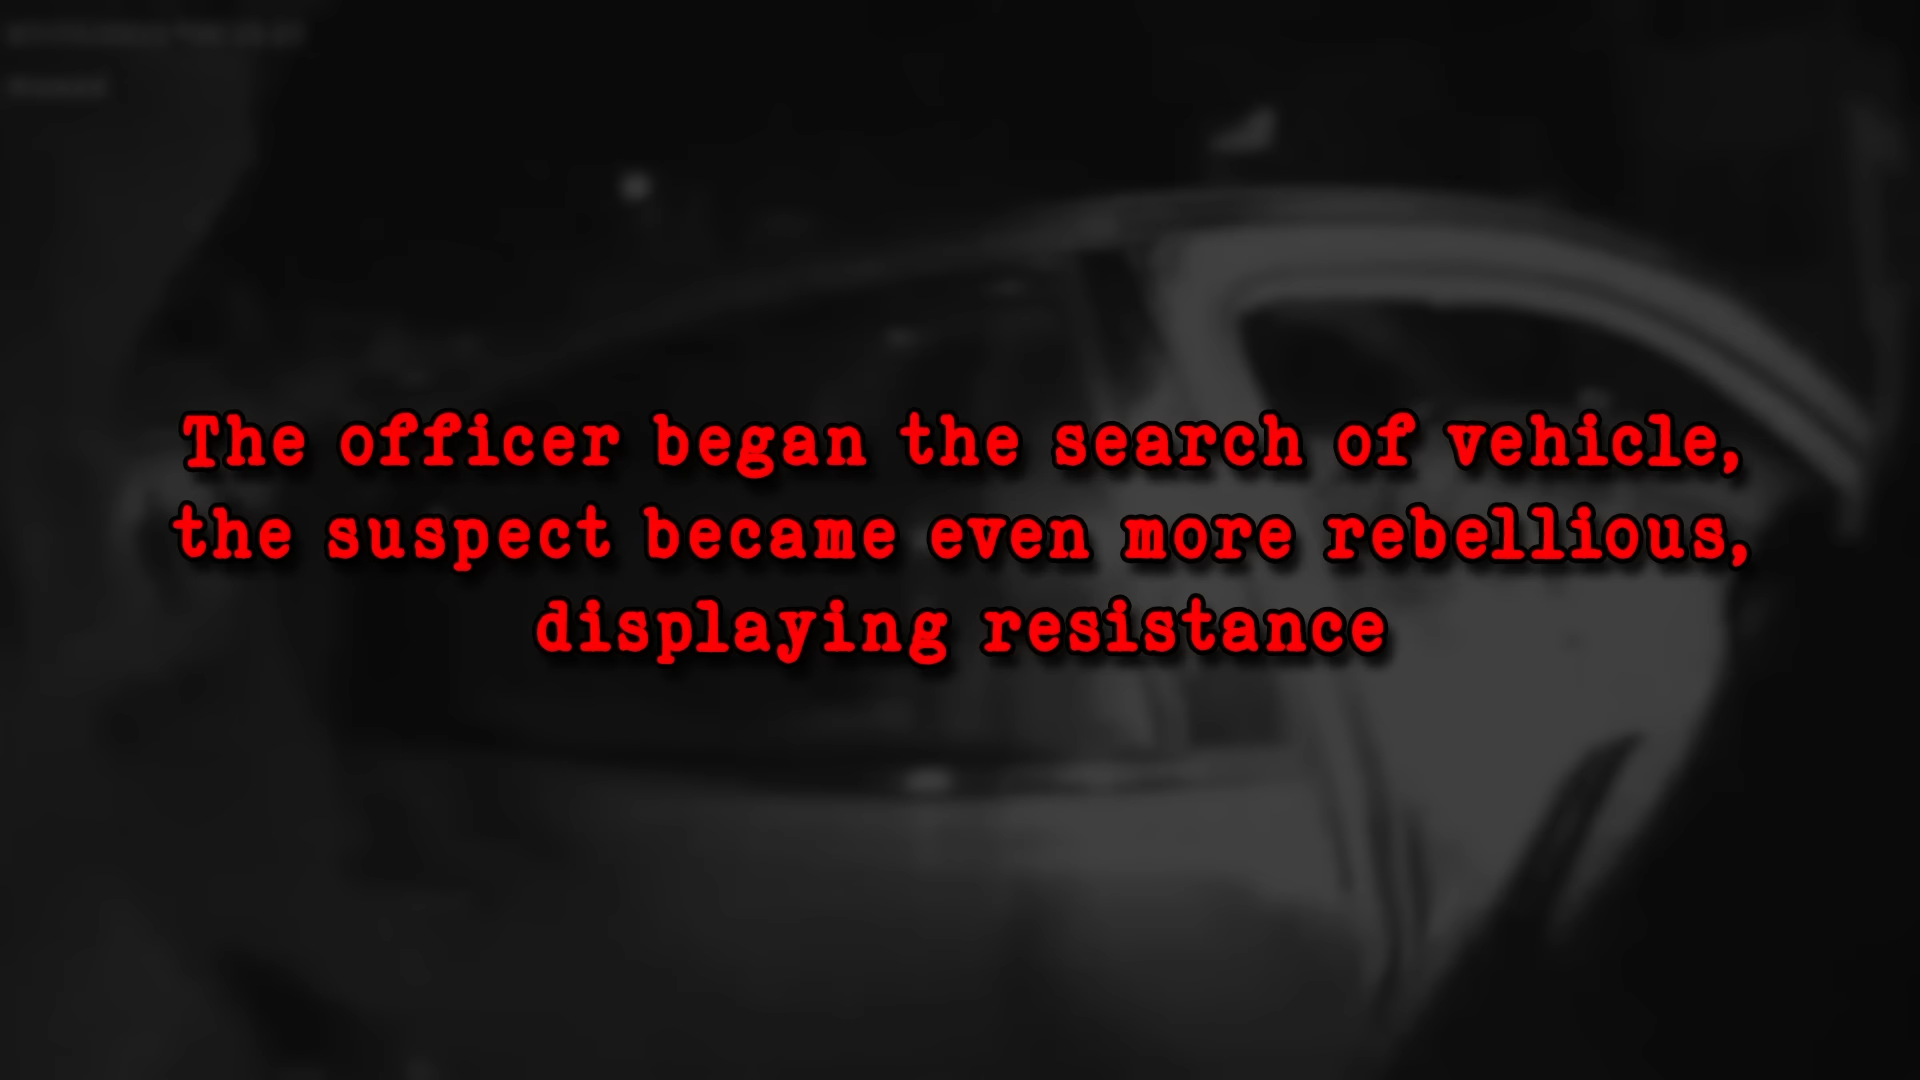 The officer began the search of vehicle,
the suspect became even more rebellious,
displaying resistance